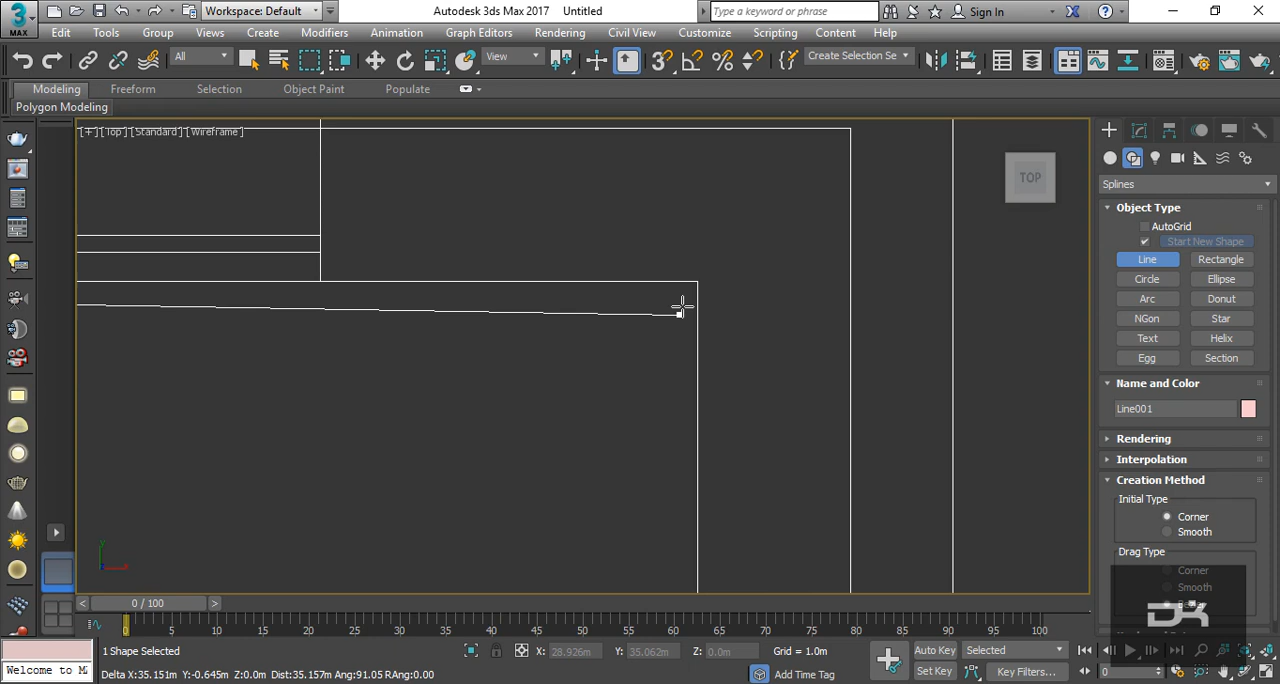 3
MAX
Workspace: Default
Autodesk 3ds Max 2017 Untitled
Type a keyword or phrase
Sign In
Edit Tools Group Views Create Modifiers Animation Graph Editors Rendering Civil View Customize Scripting Content Help
All
View
Create Selection Se
Modeling Freeform Selection Object Paint Populate
Polygon Modeling
[+] [Top] [Standard] [Wireframe]
TOP
Splines
Object Type
AutoGrid
Start New Shape
Line Rectangle
Circle Ellipse
Arc Donut
NGon Star
Text Helix
Egg Section
Name and Color
Line001
Rendering
Interpolation
Creation Method
Initial Type
Corner
Smooth
Drag Type
Corner
Smooth
DK
y
x
0 / 100
0 5 10 15 20 25 30 35 40 45 50 55 60 65 70 75 80 85 90 95 100
Welcome to M
1 Shape Selected
X: 28.926m Y: 35.062m Z: 0.0m Grid = 1.0m
Delta X:35.151m Y:-0.645m Z:0.0m Dist:35.157m Ang:91.05 RAng:0.00
Add Time Tag
Auto Key Selected
Set Key Key Filters...
0